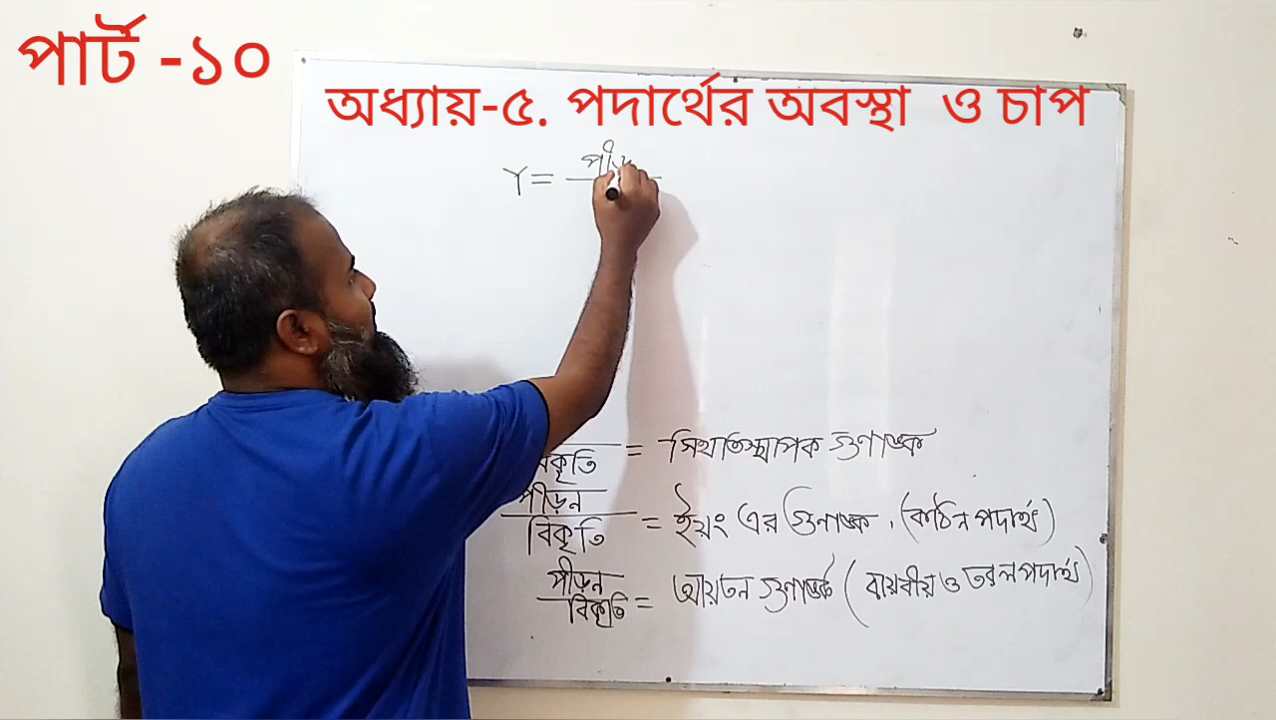 পার্ট -১০
অধ্যায়-৫. পদার্থের অবস্থা ও চাপ
Y =
বিকৃতি = স্থিতিস্থাপক গুণাঙ্ক
পীড়ন
বিকৃতি = ইয়ং এর গুনাঙ্ক, (কঠিন পদার্থ)
পীড়ন
বিকৃতি = আয়তন গুণাঙ্ক (বায়বীয় ও তরল পদার্থ)